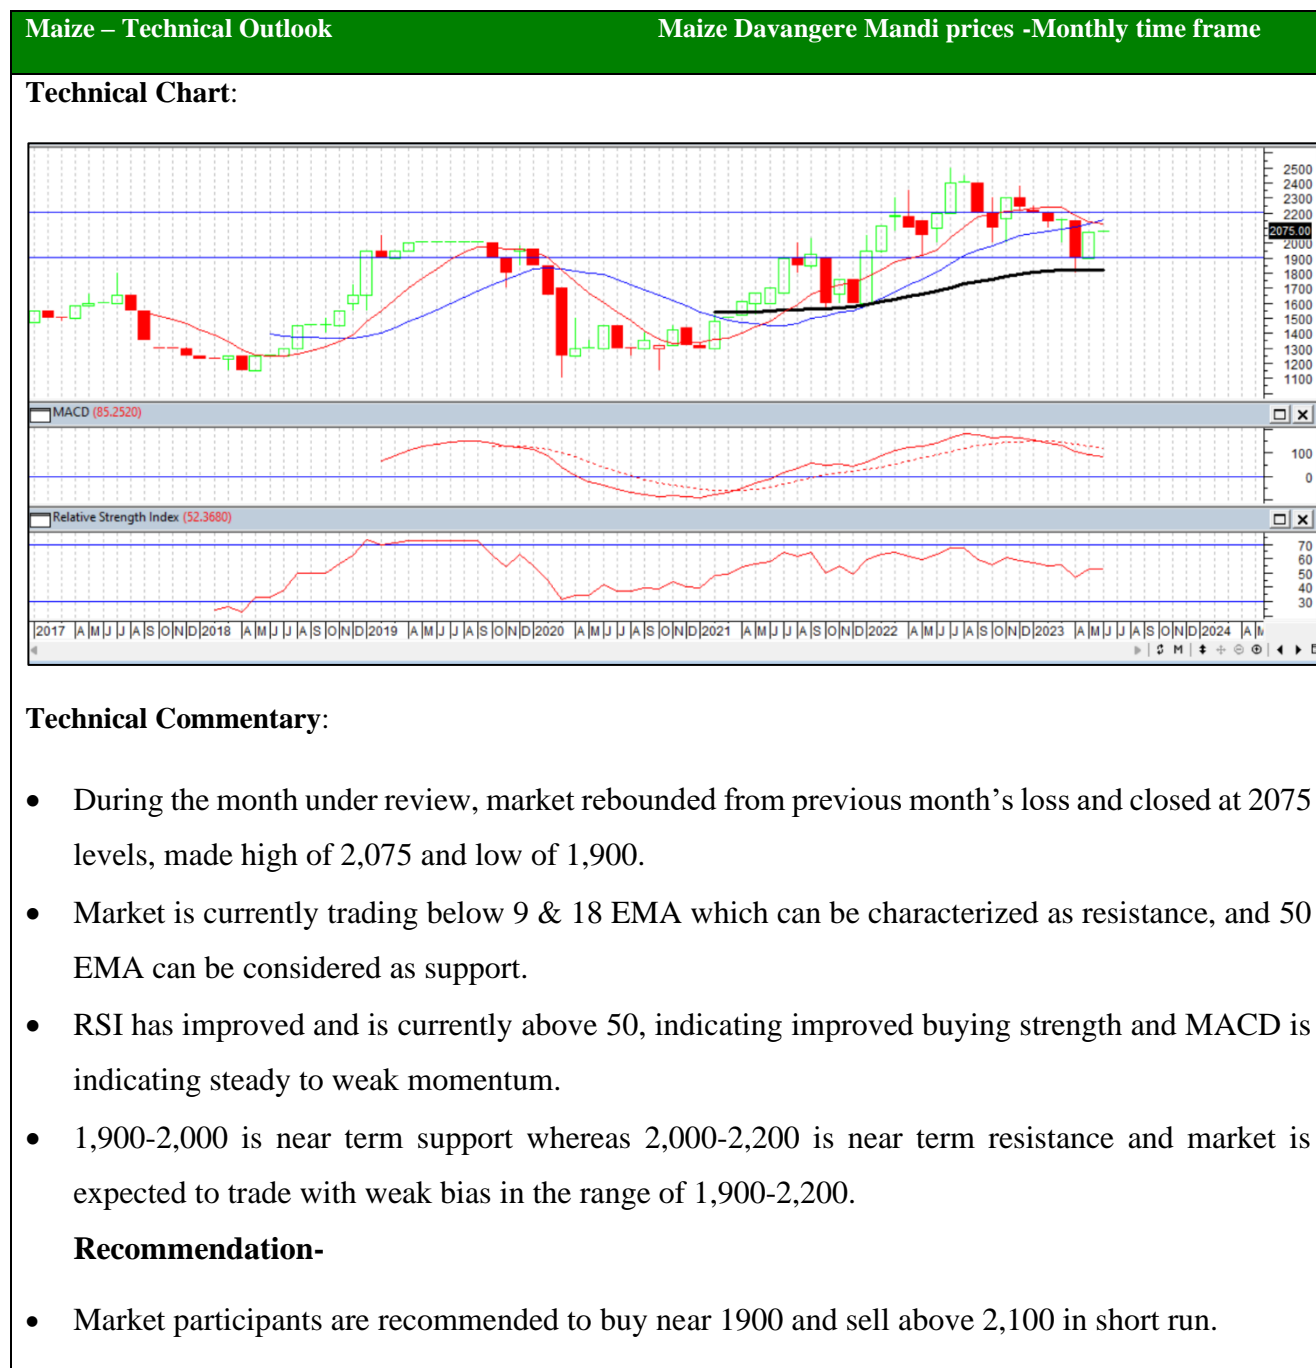 Maize – Technical Outlook Maize Davangere Mandi prices -Monthly time frame
Technical Chart:
2500
2400
2300
2200
2075.00
2000
1900
1800
1700
1600
1500
1400
1300
1200
1100
MACD (85.2520)
100
0
Relative Strength Index (52.3680)
70
60
50
40
30
2017 A M J J A S O N D 2018 A M J J A S O N D 2019 A M J J A S O N D 2020 A M J J A S O N D 2021 A M J J A S O N D 2022 A M J J A S O N D 2023 A M J J A S O N D 2024 A M
M
Technical Commentary:
• During the month under review, market rebounded from previous month’s loss and closed at 2075
levels, made high of 2,075 and low of 1,900.
• Market is currently trading below 9 & 18 EMA which can be characterized as resistance, and 50
EMA can be considered as support.
• RSI has improved and is currently above 50, indicating improved buying strength and MACD is
indicating steady to weak momentum.
• 1,900-2,000 is near term support whereas 2,000-2,200 is near term resistance and market is
expected to trade with weak bias in the range of 1,900-2,200.
Recommendation-
• Market participants are recommended to buy near 1900 and sell above 2,100 in short run.